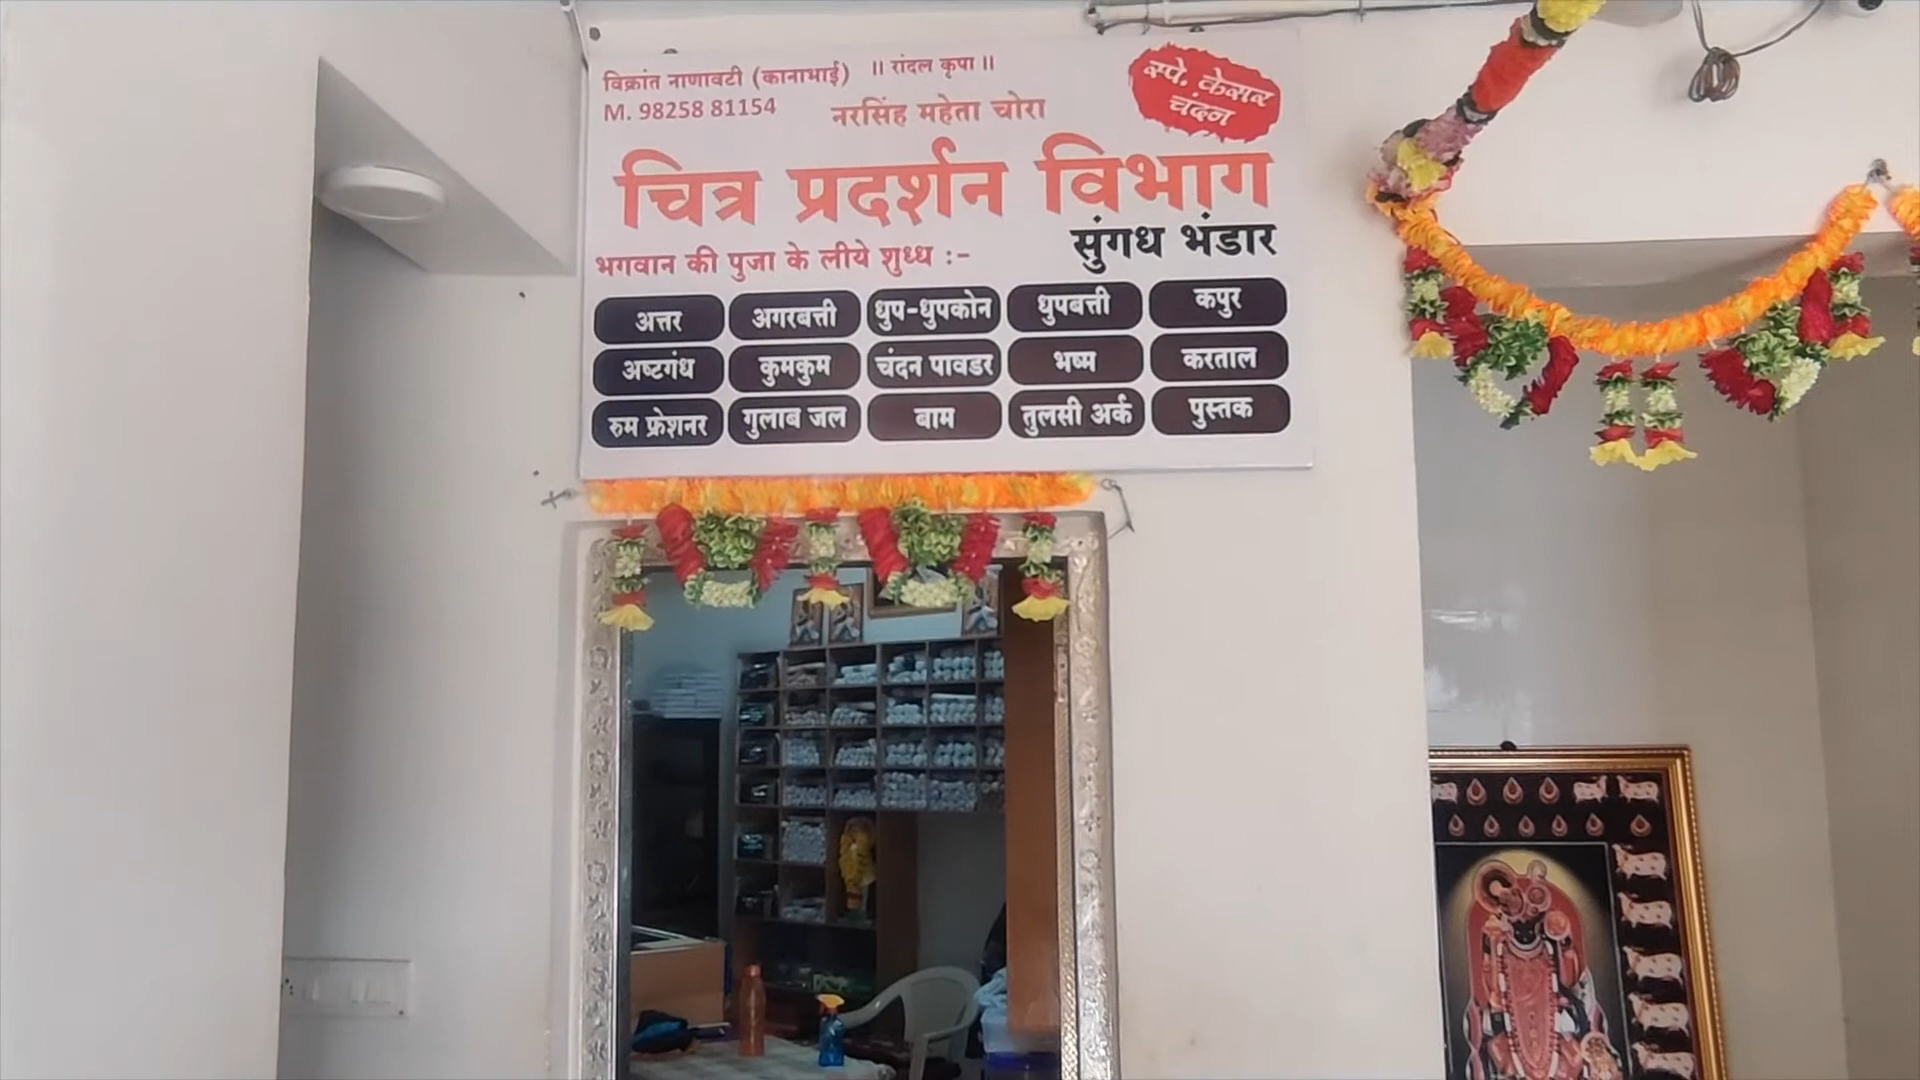 विक्रांत नाणावटी (कानाभाई) ॥ रांदल कृपा ॥
M. 98258 81154
नरसिंह महेता चोरा
स्पे. केसर
चंदन
चित्र प्रदर्शन विभाग
सुंगध भंडार
भगवान की पुजा के लीये शुध्ध :-
अत्तर अगरबत्ती धुप-धुपकोन धुपबत्ती कपुर
अष्टगंध कुमकुम चंदन पावडर भष्म करताल
रुम फ्रेशनर गुलाब जल बाम तुलसी अर्क पुस्तक